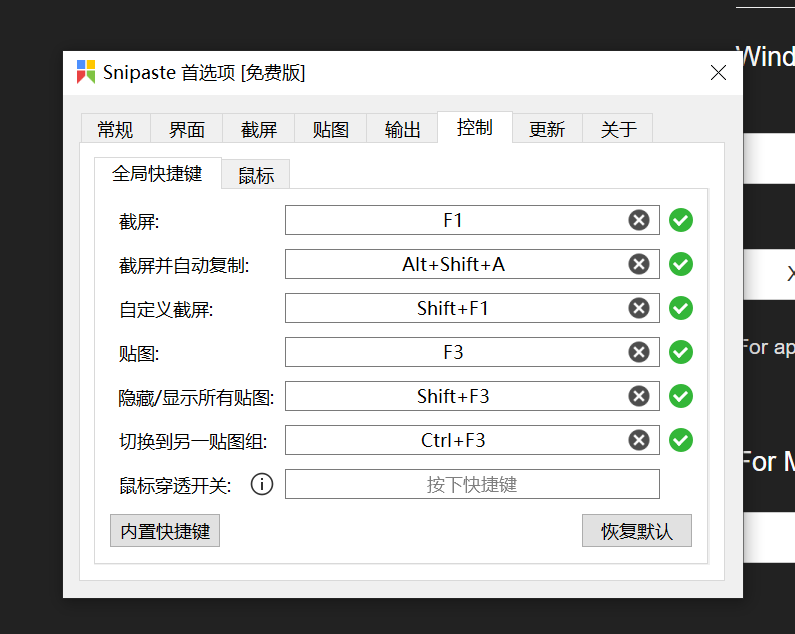 Snipaste 首选项 [免费版]
常规 界面 截屏 贴图 输出 控制 更新 关于
全局快捷键 鼠标
截屏: F1
截屏并自动复制: Alt+Shift+A
自定义截屏: Shift+F1
贴图: F3
隐藏/显示所有贴图: Shift+F3
切换到另一贴图组: Ctrl+F3
鼠标穿透开关: 按下快捷键
内置快捷键 恢复默认
Wind
X
For ap
For M